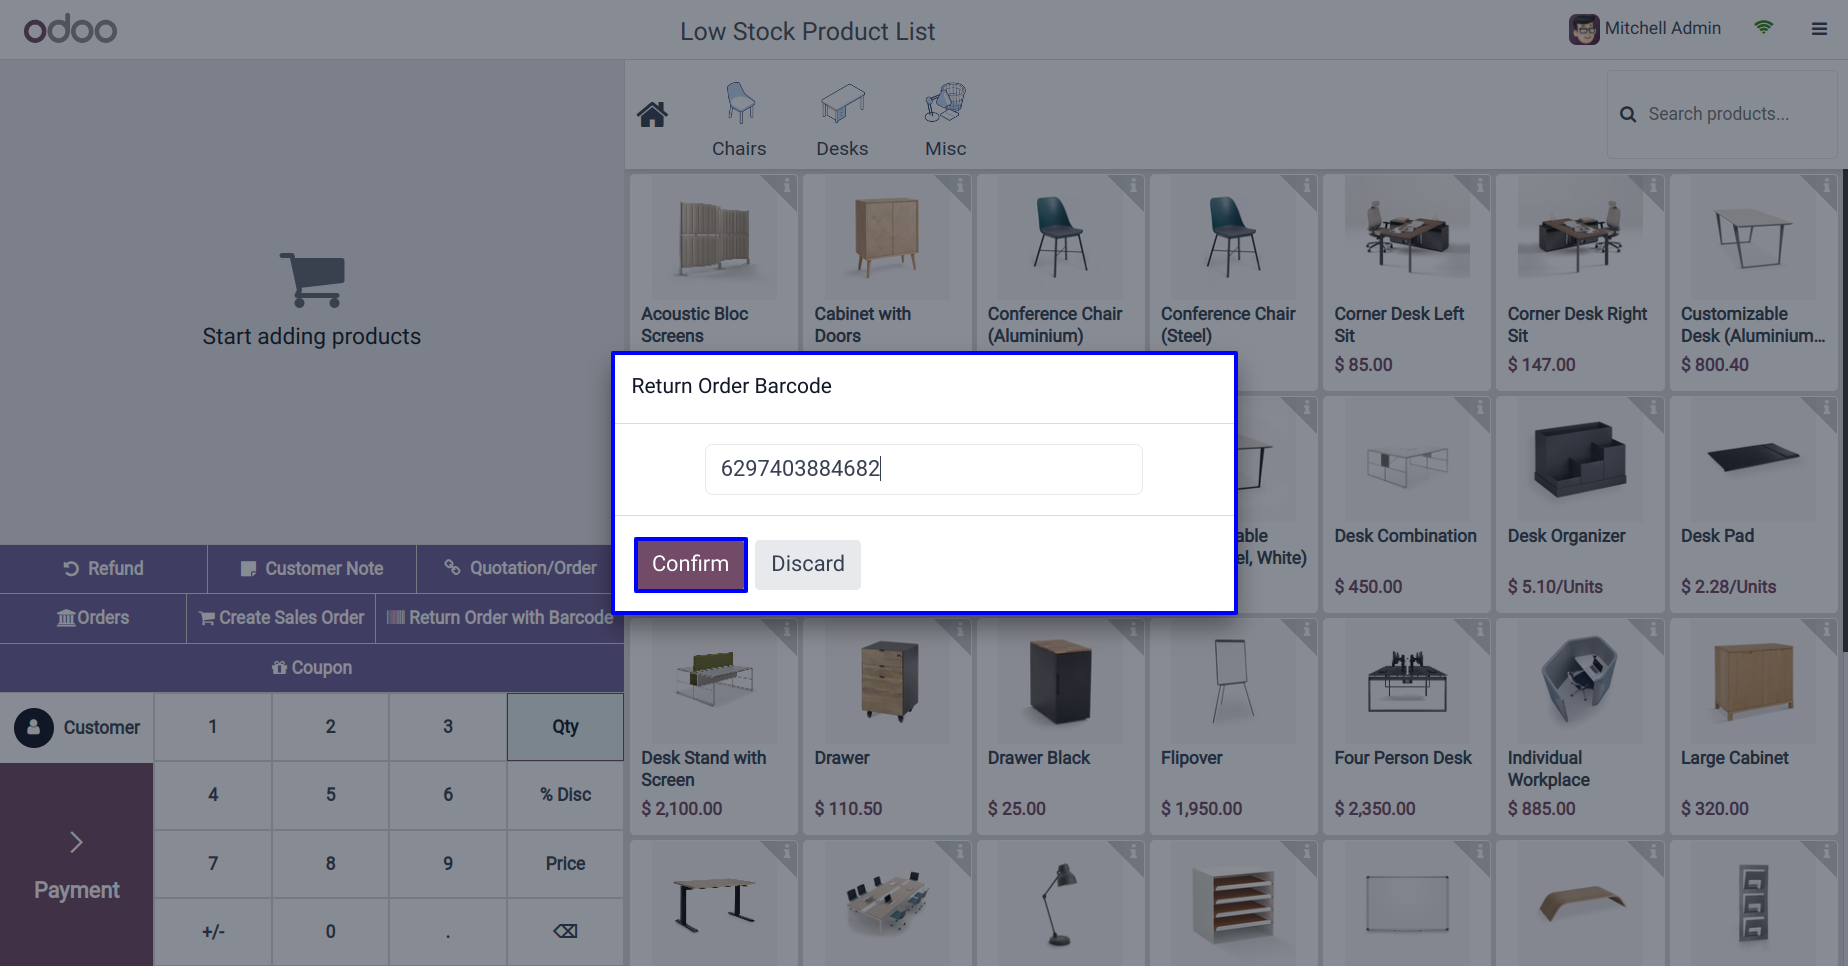 odoo
Low Stock Product List
Mitchell Admin
Chairs
Desks
Misc
Search products...
Start adding products
Acoustic Bloc
Screens
Cabinet with
Doors
Conference Chair
(Aluminium)
Conference Chair
(Steel)
Corner Desk Left
Sit
$ 85.00
Corner Desk Right
Sit
$ 147.00
Customizable
Desk (Aluminium...
$ 800.40
Return Order Barcode
6297403884682
Confirm
Discard
able
el, White)
Desk Combination
$ 450.00
Desk Organizer
$ 5.10/Units
Desk Pad
$ 2.28/Units
Refund
Customer Note
Quotation/Order
Orders
Create Sales Order
Return Order with Barcode
Coupon
Customer
1
2
3
Qty
4
5
6
% Disc
7
8
9
Price
+/-
0
.
Payment
Desk Stand with
Screen
$ 2,100.00
Drawer
$ 110.50
Drawer Black
$ 25.00
Flipover
$ 1,950.00
Four Person Desk
$ 2,350.00
Individual
Workplace
$ 885.00
Large Cabinet
$ 320.00